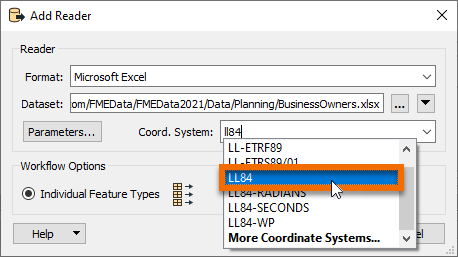 Add Reader
Reader
Format: Microsoft Excel
Dataset: om/FMEData/FMEData2021/Data/Planning/BusinessOwners.xlsx ...
Parameters... Coord. System: ll84
LL-ETRF89
LL-ETRS89/01
LL84
LL84-RADIANS
LL84-SECONDS
LL84-WP
More Coordinate Systems...
Workflow Options
Individual Feature Types
Help